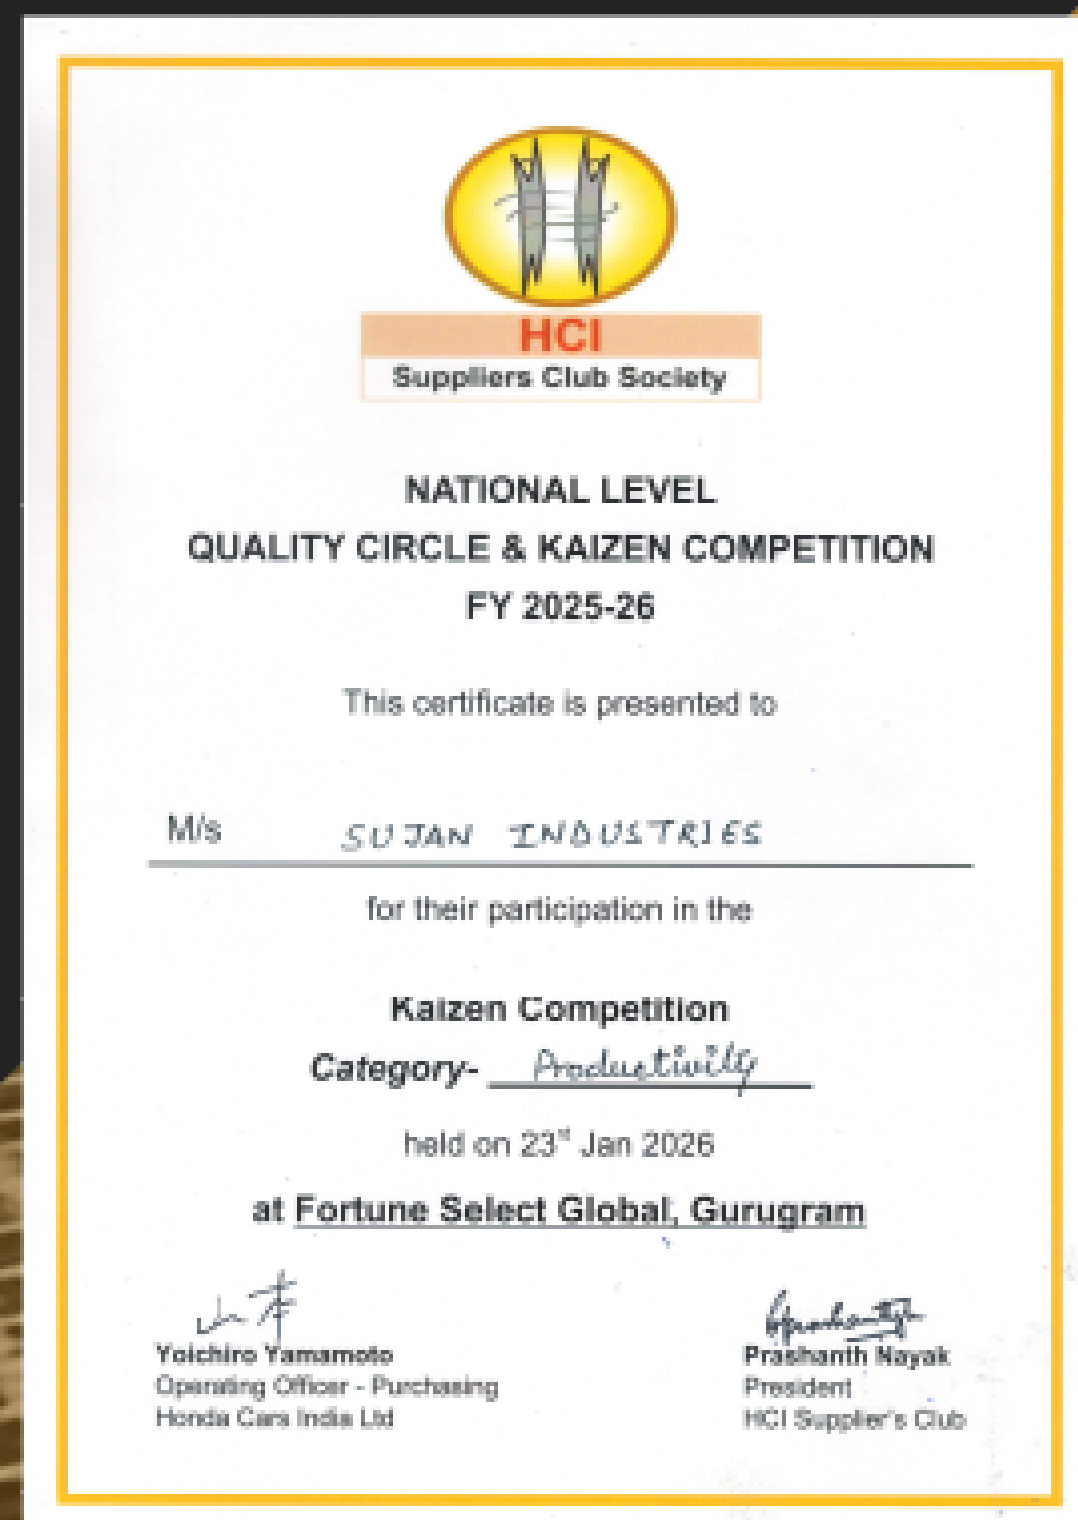 HCI
Suppliers Club Society
NATIONAL LEVEL
QUALITY CIRCLE & KAIZEN COMPETITION
FY 2025-26
This certificate is presented to
M/s SUJAN INDUSTRIES
for their participation in the
Kaizen Competition
Category- Productivity
held on 23rd Jan 2026
at Fortune Select Global, Gurugram
Yoichiro Yamamoto
Operating Officer - Purchasing
Honda Cars India Ltd
Prashanth Nayak
President
HCI Supplier's Club